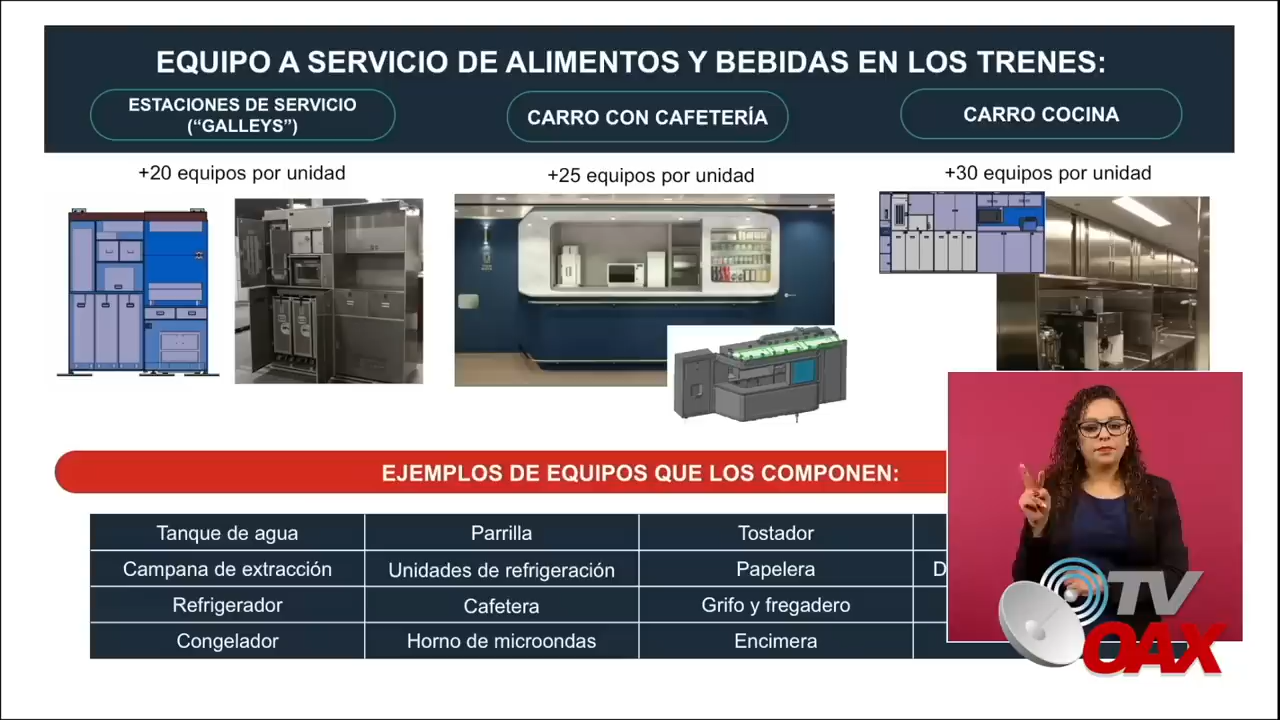 EQUIPO A SERVICIO DE ALIMENTOS Y BEBIDAS EN LOS TRENES:
ESTACIONES DE SERVICIO
(“GALLEYS”)
CARRO CON CAFETERÍA
CARRO COCINA
+20 equipos por unidad
+25 equipos por unidad
+30 equipos por unidad
EJEMPLOS DE EQUIPOS QUE LOS COMPONEN:
Tanque de agua
Parrilla
Tostador
Campana de extracción
Unidades de refrigeración
Papelera
D
Refrigerador
Cafetera
Grifo y fregadero
Congelador
Horno de microondas
Encimera
TV
OAX